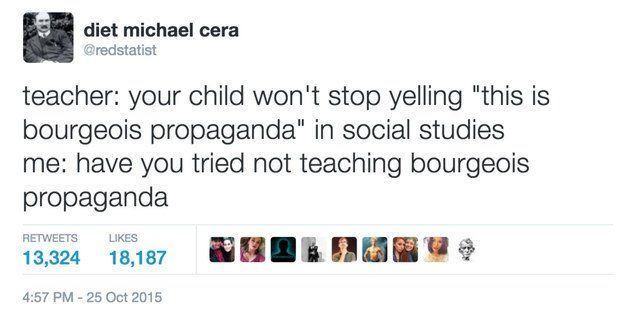 diet michael cera
@redstatist
teacher: your child won't stop yelling "this is
bourgeois propaganda" in social studies
me: have you tried not teaching bourgeois
propaganda
RETWEETS LIKES
13,324 18,187
4:57 PM - 25 Oct 2015